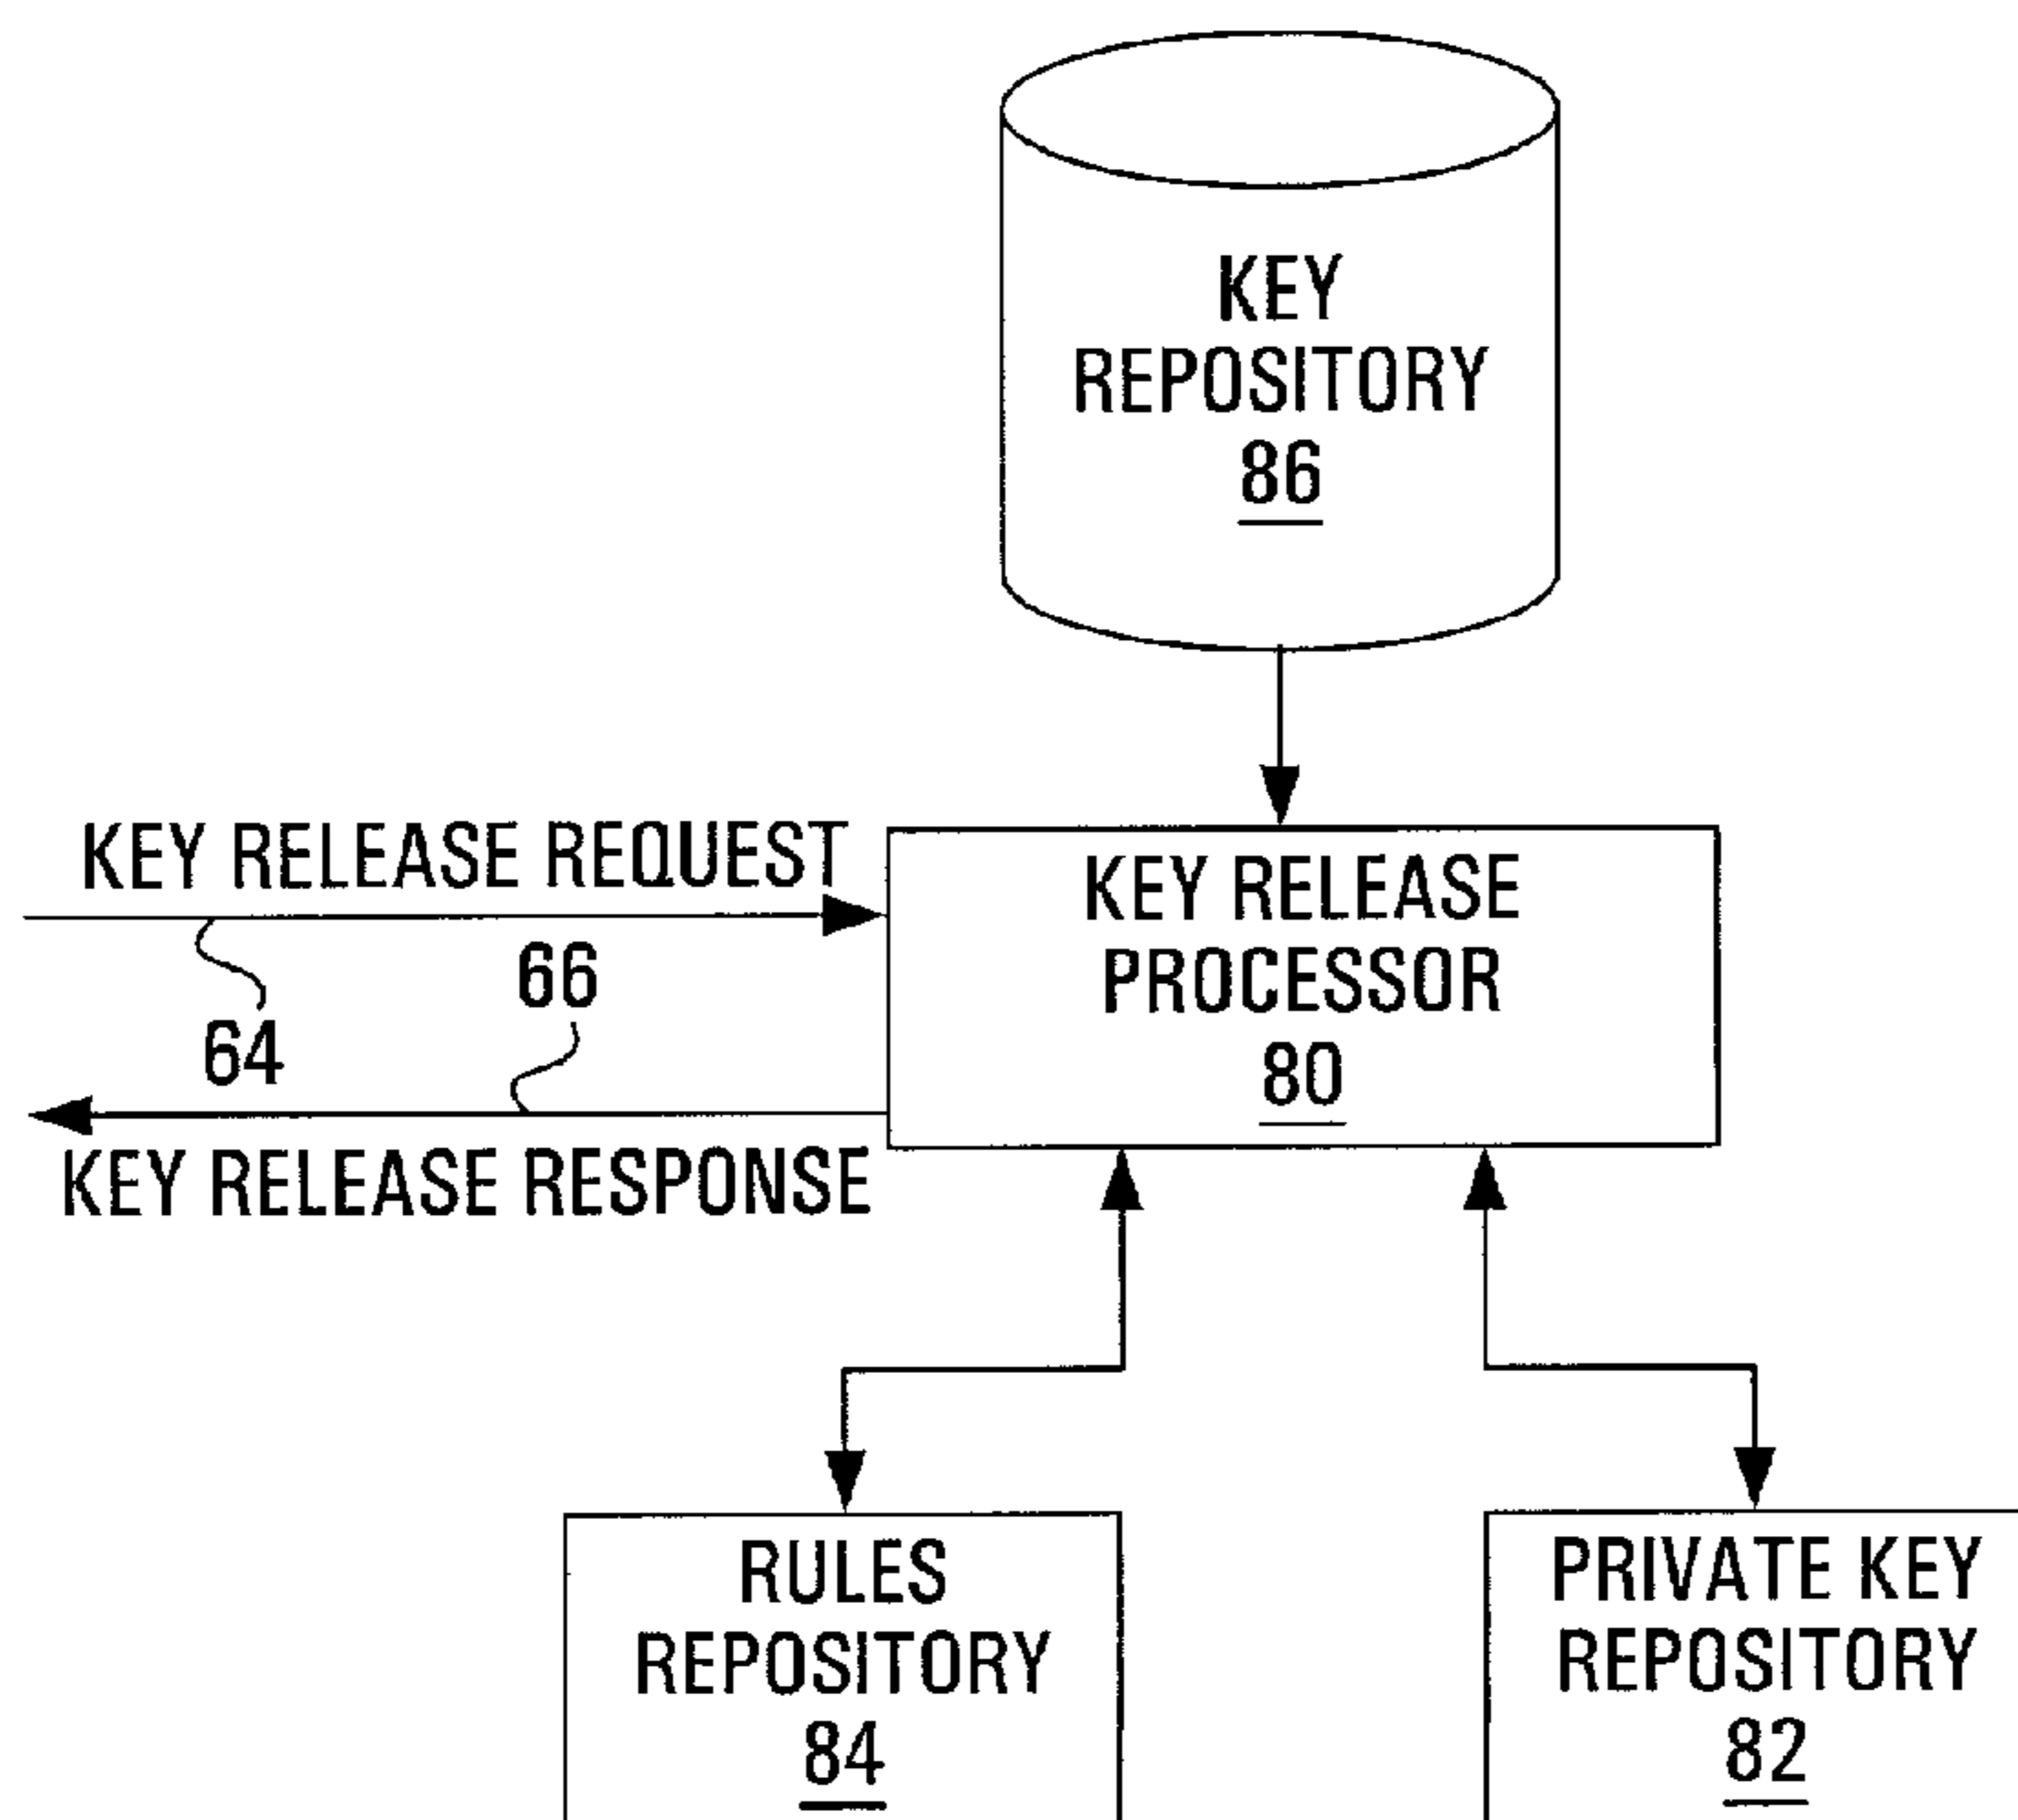 KEY
REPOSITORY
86
KEY RELEASE REQUEST
64
66
KEY RELEASE RESPONSE
KEY RELEASE
PROCESSOR
80
RULES
REPOSITORY
84
PRIVATE KEY
REPOSITORY
82